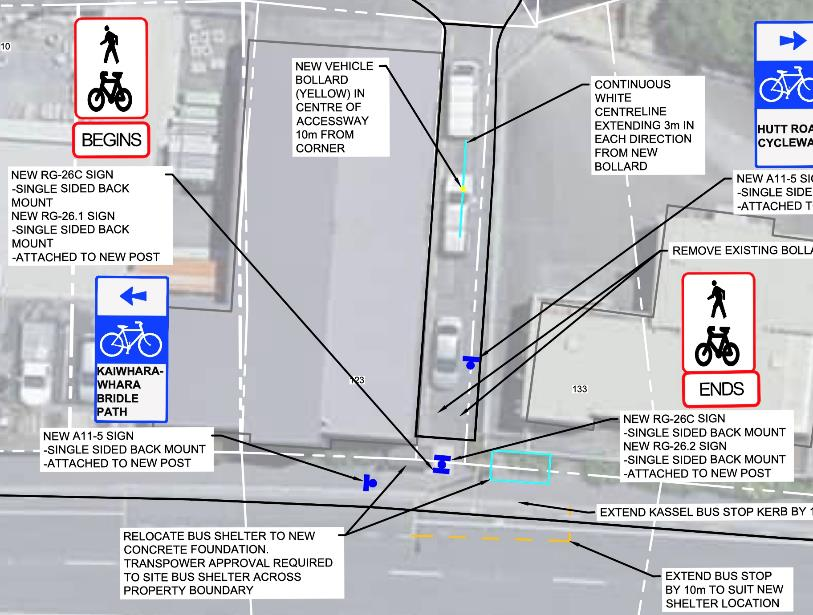 10
BEGINS
NEW RG-26C SIGN
-SINGLE SIDED BACK
MOUNT
NEW RG-26.1 SIGN
-SINGLE SIDED BACK
MOUNT
-ATTACHED TO NEW POST
KAIWHARA-
WHARA
BRIDLE
PATH
NEW A11-5 SIGN
-SINGLE SIDED BACK MOUNT
-ATTACHED TO NEW POST
RELOCATE BUS SHELTER TO NEW
CONCRETE FOUNDATION.
TRANSPOWER APPROVAL REQUIRED
TO SITE BUS SHELTER ACROSS
PROPERTY BOUNDARY
NEW VEHICLE
BOLLARD
(YELLOW) IN
CENTRE OF
ACCESSWAY
10m FROM
CORNER
123
CONTINUOUS
WHITE
CENTRELINE
EXTENDING 3m IN
EACH DIRECTION
FROM NEW
BOLLARD
HUTT ROA
CYCLEWA
NEW A11-5 SIG
-SINGLE SIDE
-ATTACHED T
REMOVE EXISTING BOLLA
133
ENDS
NEW RG-26C SIGN
-SINGLE SIDED BACK MOUNT
NEW RG-26.2 SIGN
-SINGLE SIDED BACK MOUNT
-ATTACHED TO NEW POST
EXTEND KASSEL BUS STOP KERB BY 1
EXTEND BUS STOP
BY 10m TO SUIT NEW
SHELTER LOCATION